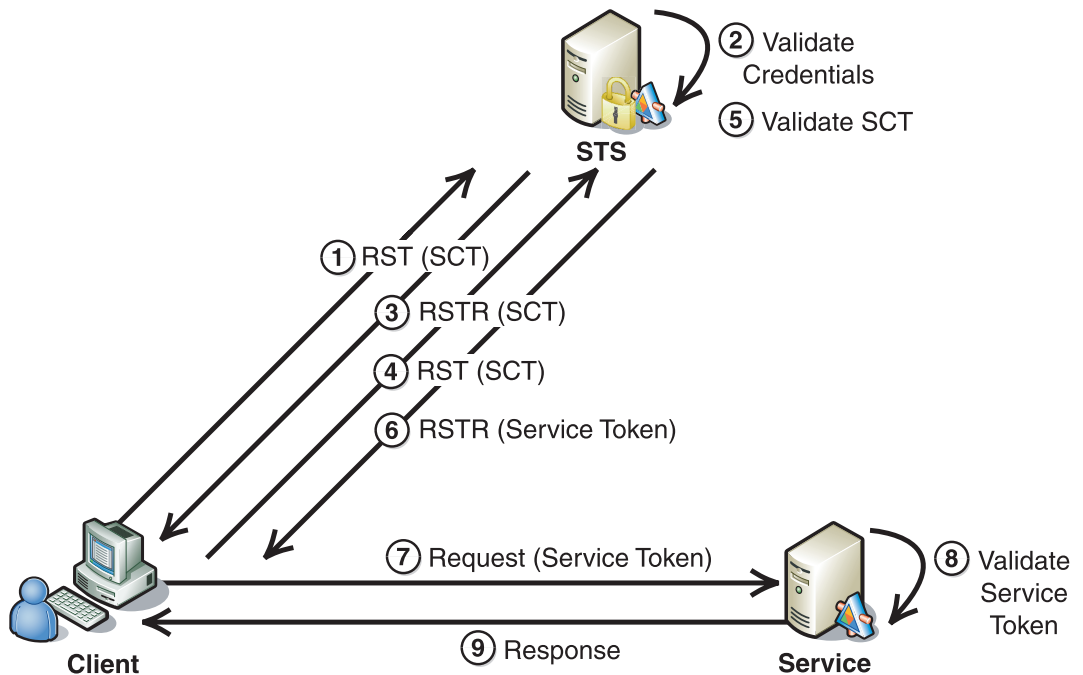 2 Validate
Credentials
5 Validate SCT
STS
1 RST (SCT)
3 RSTR (SCT)
4 RST (SCT)
6 RSTR (Service Token)
7 Request (Service Token)
8 Validate
Service
Token
9 Response
Client
Service